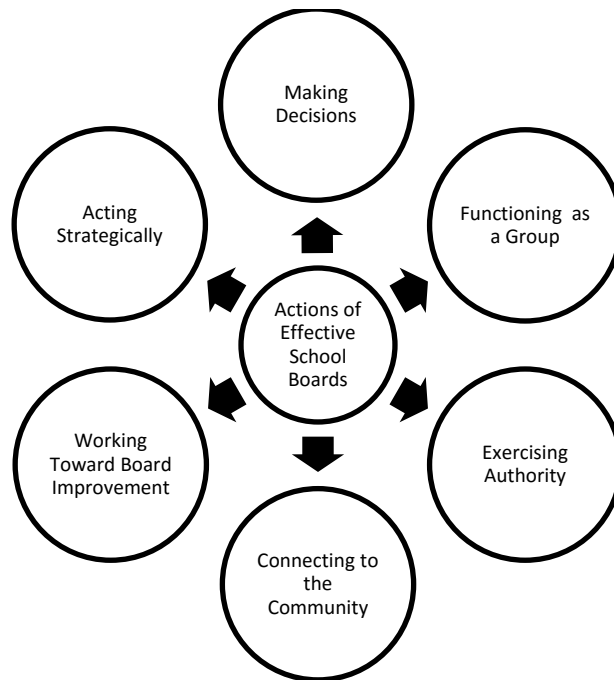 Making
Decisions
Acting
Strategically
Functioning as
a Group
Actions of
Effective
School
Boards
Working
Toward Board
Improvement
Exercising
Authority
Connecting to
the
Community